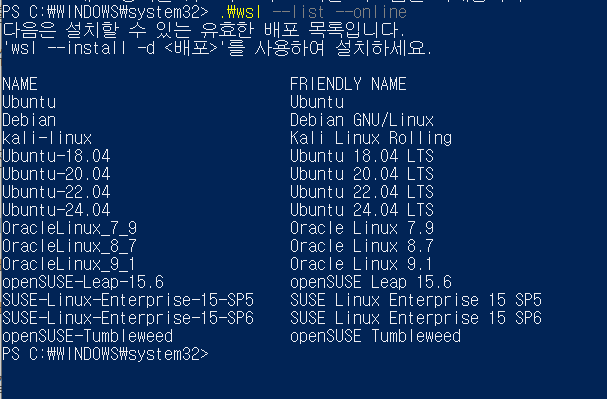 PS C:₩WINDOWS₩system32> .₩wsl --list --online
다음은 설치할 수 있는 유효한 배포 목록입니다.
'wsl --install -d <배포>'를 사용하여 설치하세요.
NAME FRIENDLY NAME
Ubuntu Ubuntu
Debian Debian GNU/Linux
kali-linux Kali Linux Rolling
Ubuntu-18.04 Ubuntu 18.04 LTS
Ubuntu-20.04 Ubuntu 20.04 LTS
Ubuntu-22.04 Ubuntu 22.04 LTS
Ubuntu-24.04 Ubuntu 24.04 LTS
OracleLinux_7_9 Oracle Linux 7.9
OracleLinux_8_7 Oracle Linux 8.7
OracleLinux_9_1 Oracle Linux 9.1
openSUSE-Leap-15.6 openSUSE Leap 15.6
SUSE-Linux-Enterprise-15-SP5 SUSE Linux Enterprise 15 SP5
SUSE-Linux-Enterprise-15-SP6 SUSE Linux Enterprise 15 SP6
openSUSE-Tumbleweed openSUSE Tumbleweed
PS C:₩WINDOWS₩system32>